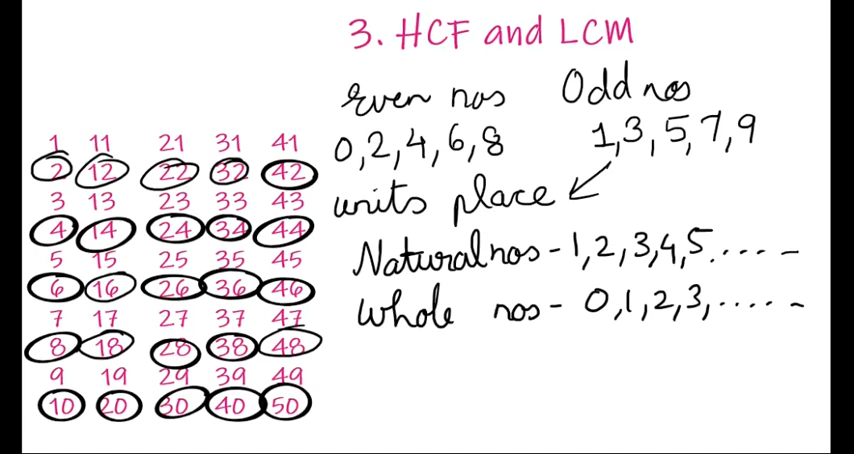 3. HCF and LCM
Even nos Odd nos
0,2,4,6,8 1,3,5,7,9
units place
Natural nos - 1,2,3,4,5.....-
Whole nos - 0,1,2,3,.....-
1 11 21 31 41
2 12 22 32 42
3 13 23 33 43
4 14 24 34 44
5 15 25 35 45
6 16 26 36 46
7 17 27 37 47
8 18 28 38 48
9 19 29 39 49
10 20 30 40 50